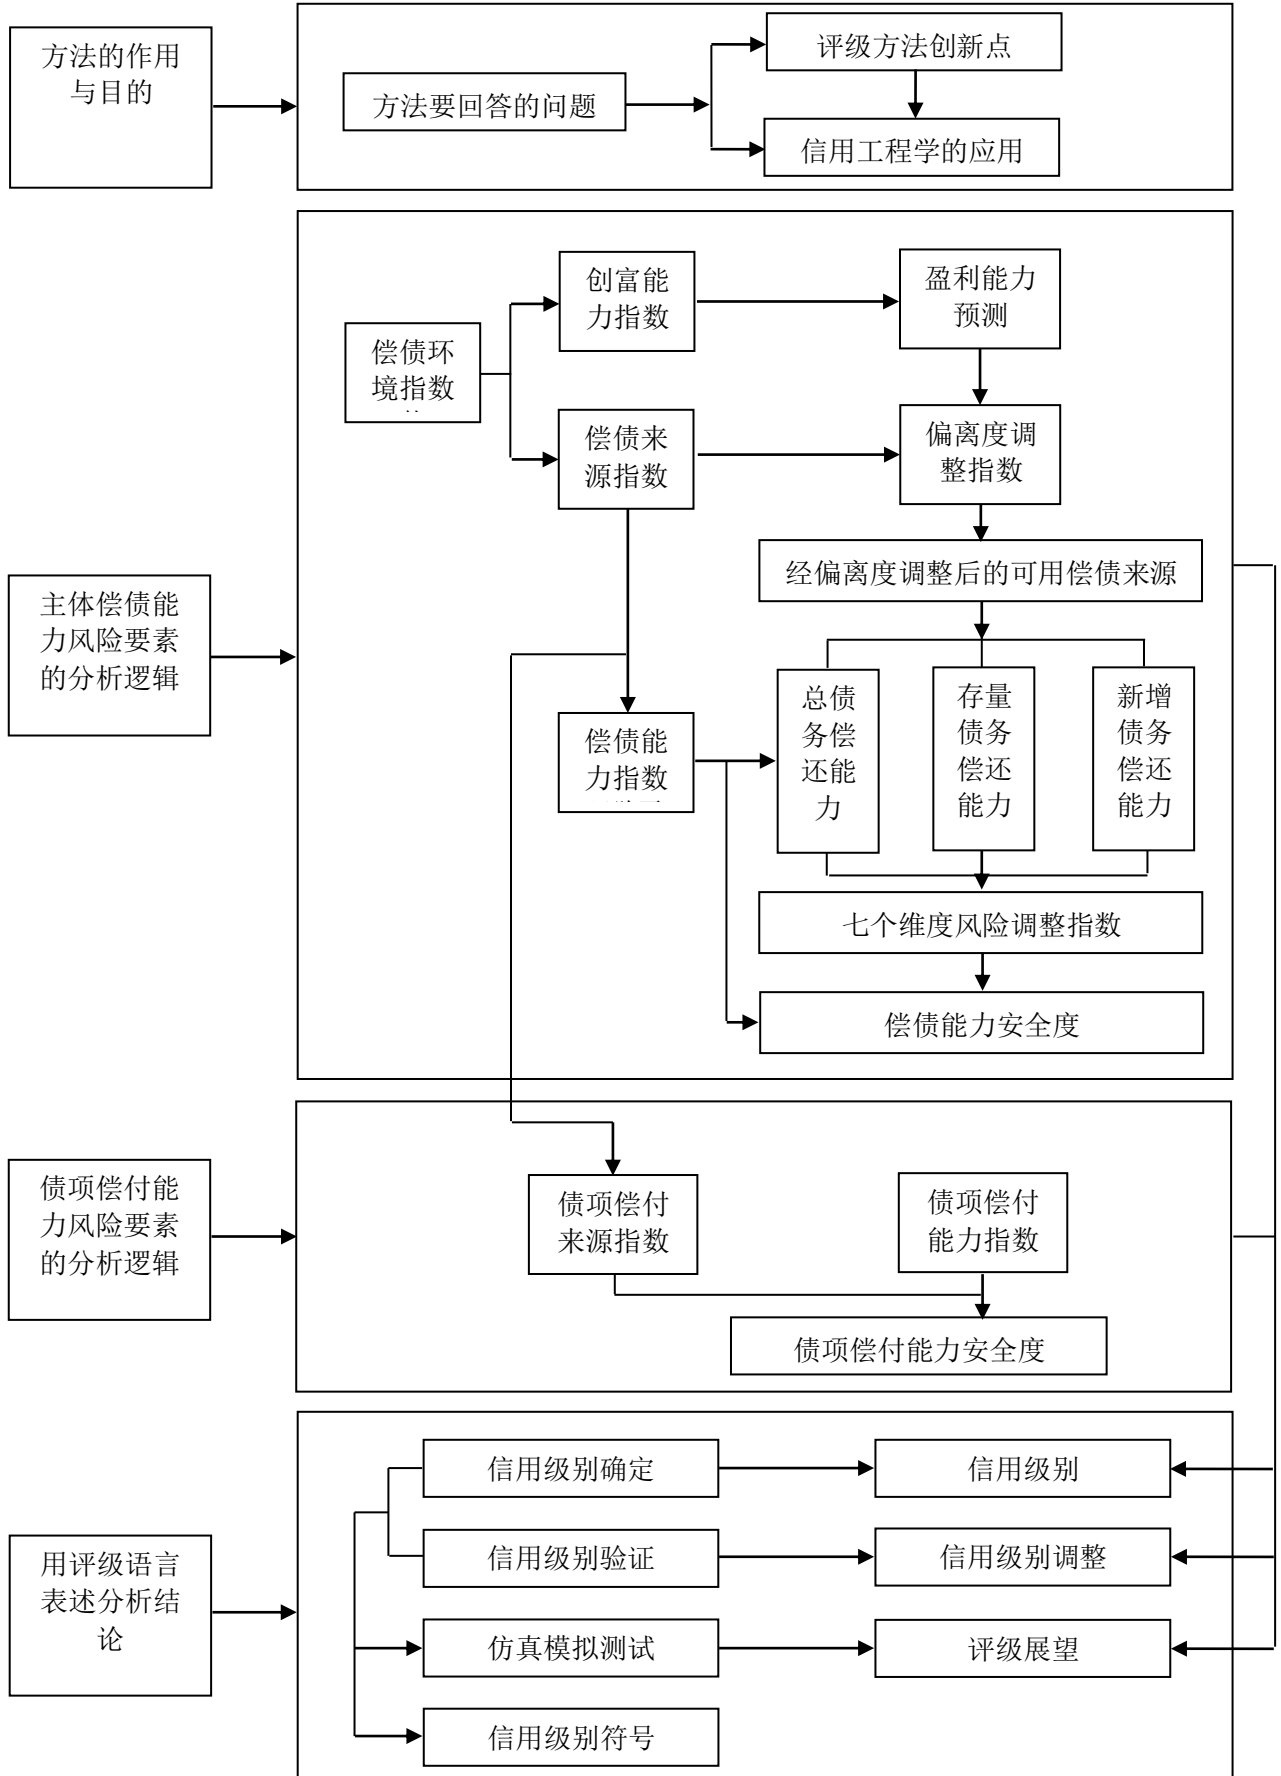 方法的作用
与目的
方法要回答的问题
评级方法创新点
信用工程学的应用
主体偿债能
力风险要素
的分析逻辑
偿债环
境指数
创富能
力指数
盈利能力
预测
偿债来
源指数
偏离度调
整指数
经偏离度调整后的可用偿债来源
偿债能
力指数
总债
务偿
还能
力
存量
债务
偿还
能力
新增
债务
偿还
能力
七个维度风险调整指数
偿债能力安全度
债项偿付能
力风险要素
的分析逻辑
债项偿付
来源指数
债项偿付
能力指数
债项偿付能力安全度
用评级语言
表述分析结
论
信用级别确定
信用级别
信用级别验证
信用级别调整
仿真模拟测试
评级展望
信用级别符号